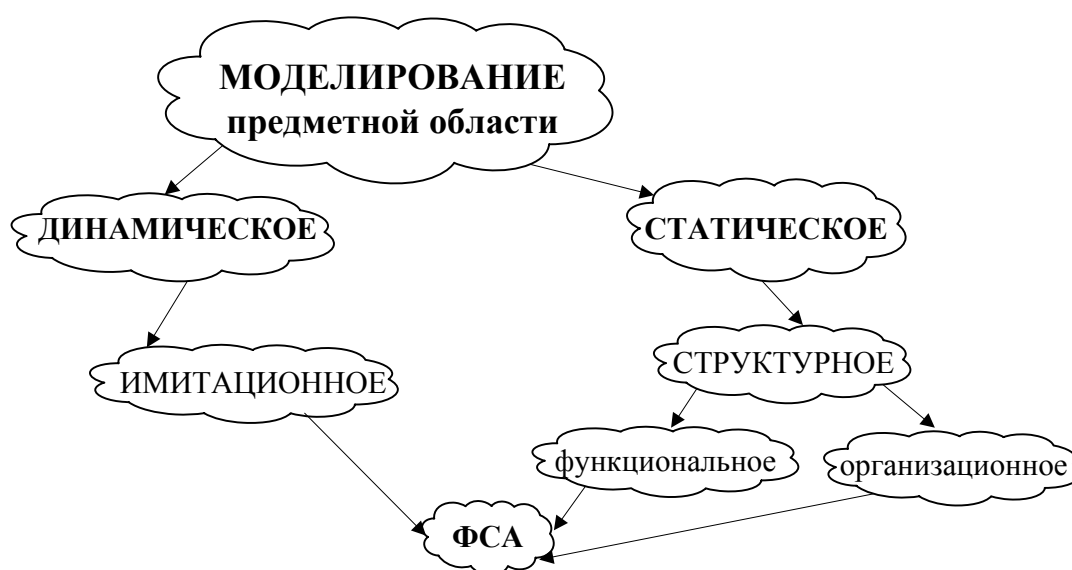 МОДЕЛИРОВАНИЕ
предметной области
ДИНАМИЧЕСКОЕ
СТАТИЧЕСКОЕ
ИМИТАЦИОННОЕ
СТРУКТУРНОЕ
функциональное
организационное
ФСА